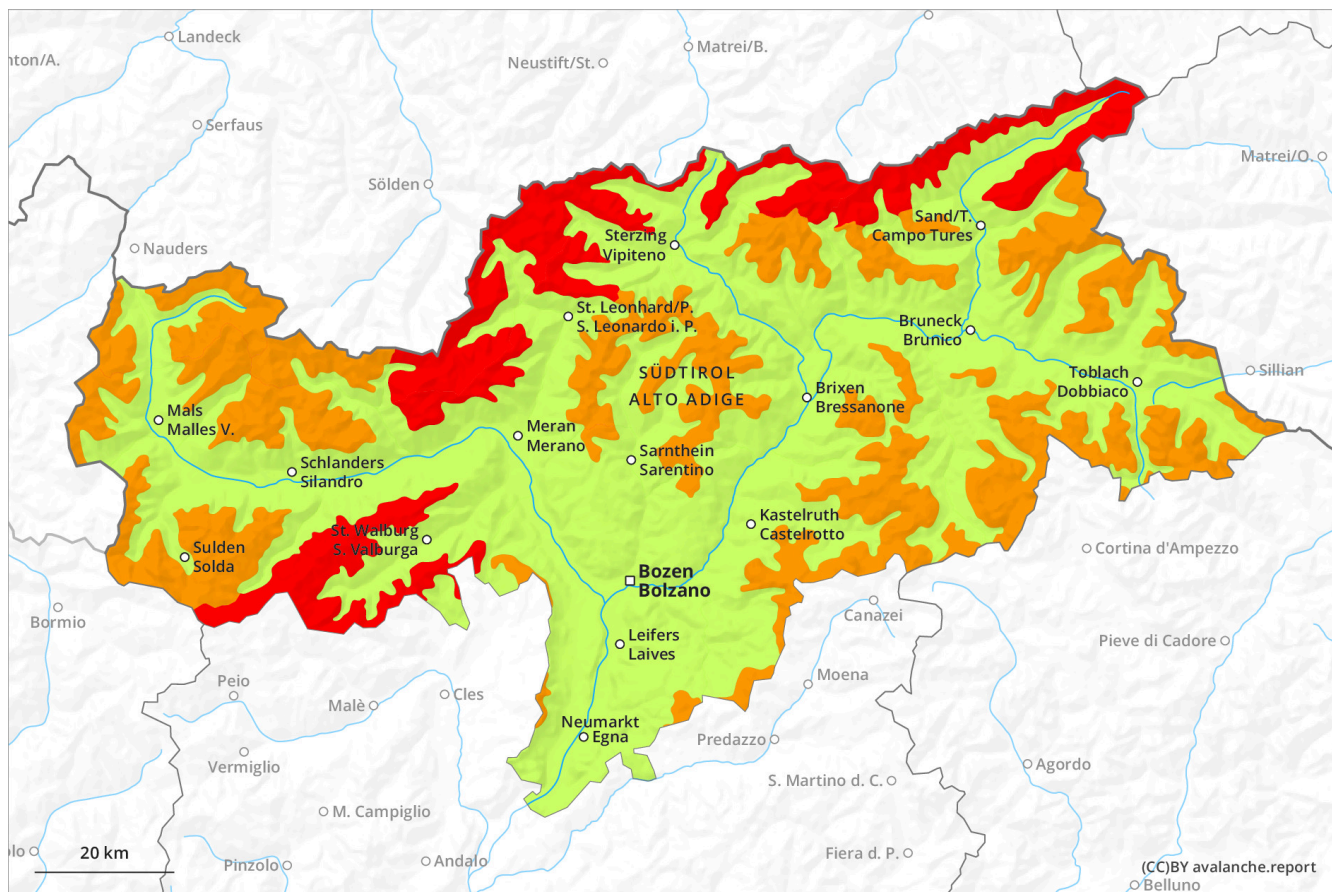 Landeck
nton/A.
Neustift/St.
Matrei/B.
Serfaus
Matrei/O.
Sölden
Nauders
Sand/T.
Campo Tures
Sterzing
Vipiteno
St. Leonhard/P.
S. Leonardo i. P.
Bruneck
Brunico
SÜDTIROL
ALTO ADIGE
Toblach
Dobbiaco
Sillian
Brixen
Bressanone
Mals
Malles V.
Meran
Merano
Sarnthein
Sarentino
Schlanders
Silandro
Kastelruth
Castelrotto
St. Walburg
S. Valburga
Sulden
Solda
Cortina d'Ampezzo
Bozen
Bolzano
Bormio
Canazei
Leifers
Laives
Pieve di Cadore
Peio
Malè
Cles
Moena
Neumarkt
Egna
Predazzo
Vermiglio
Agordo
S. Martino d. C.
M. Campiglio
olo
20 km
Pinzolo
Andalo
Fiera d. P.
(CC)BY avalanche.report
Belluno